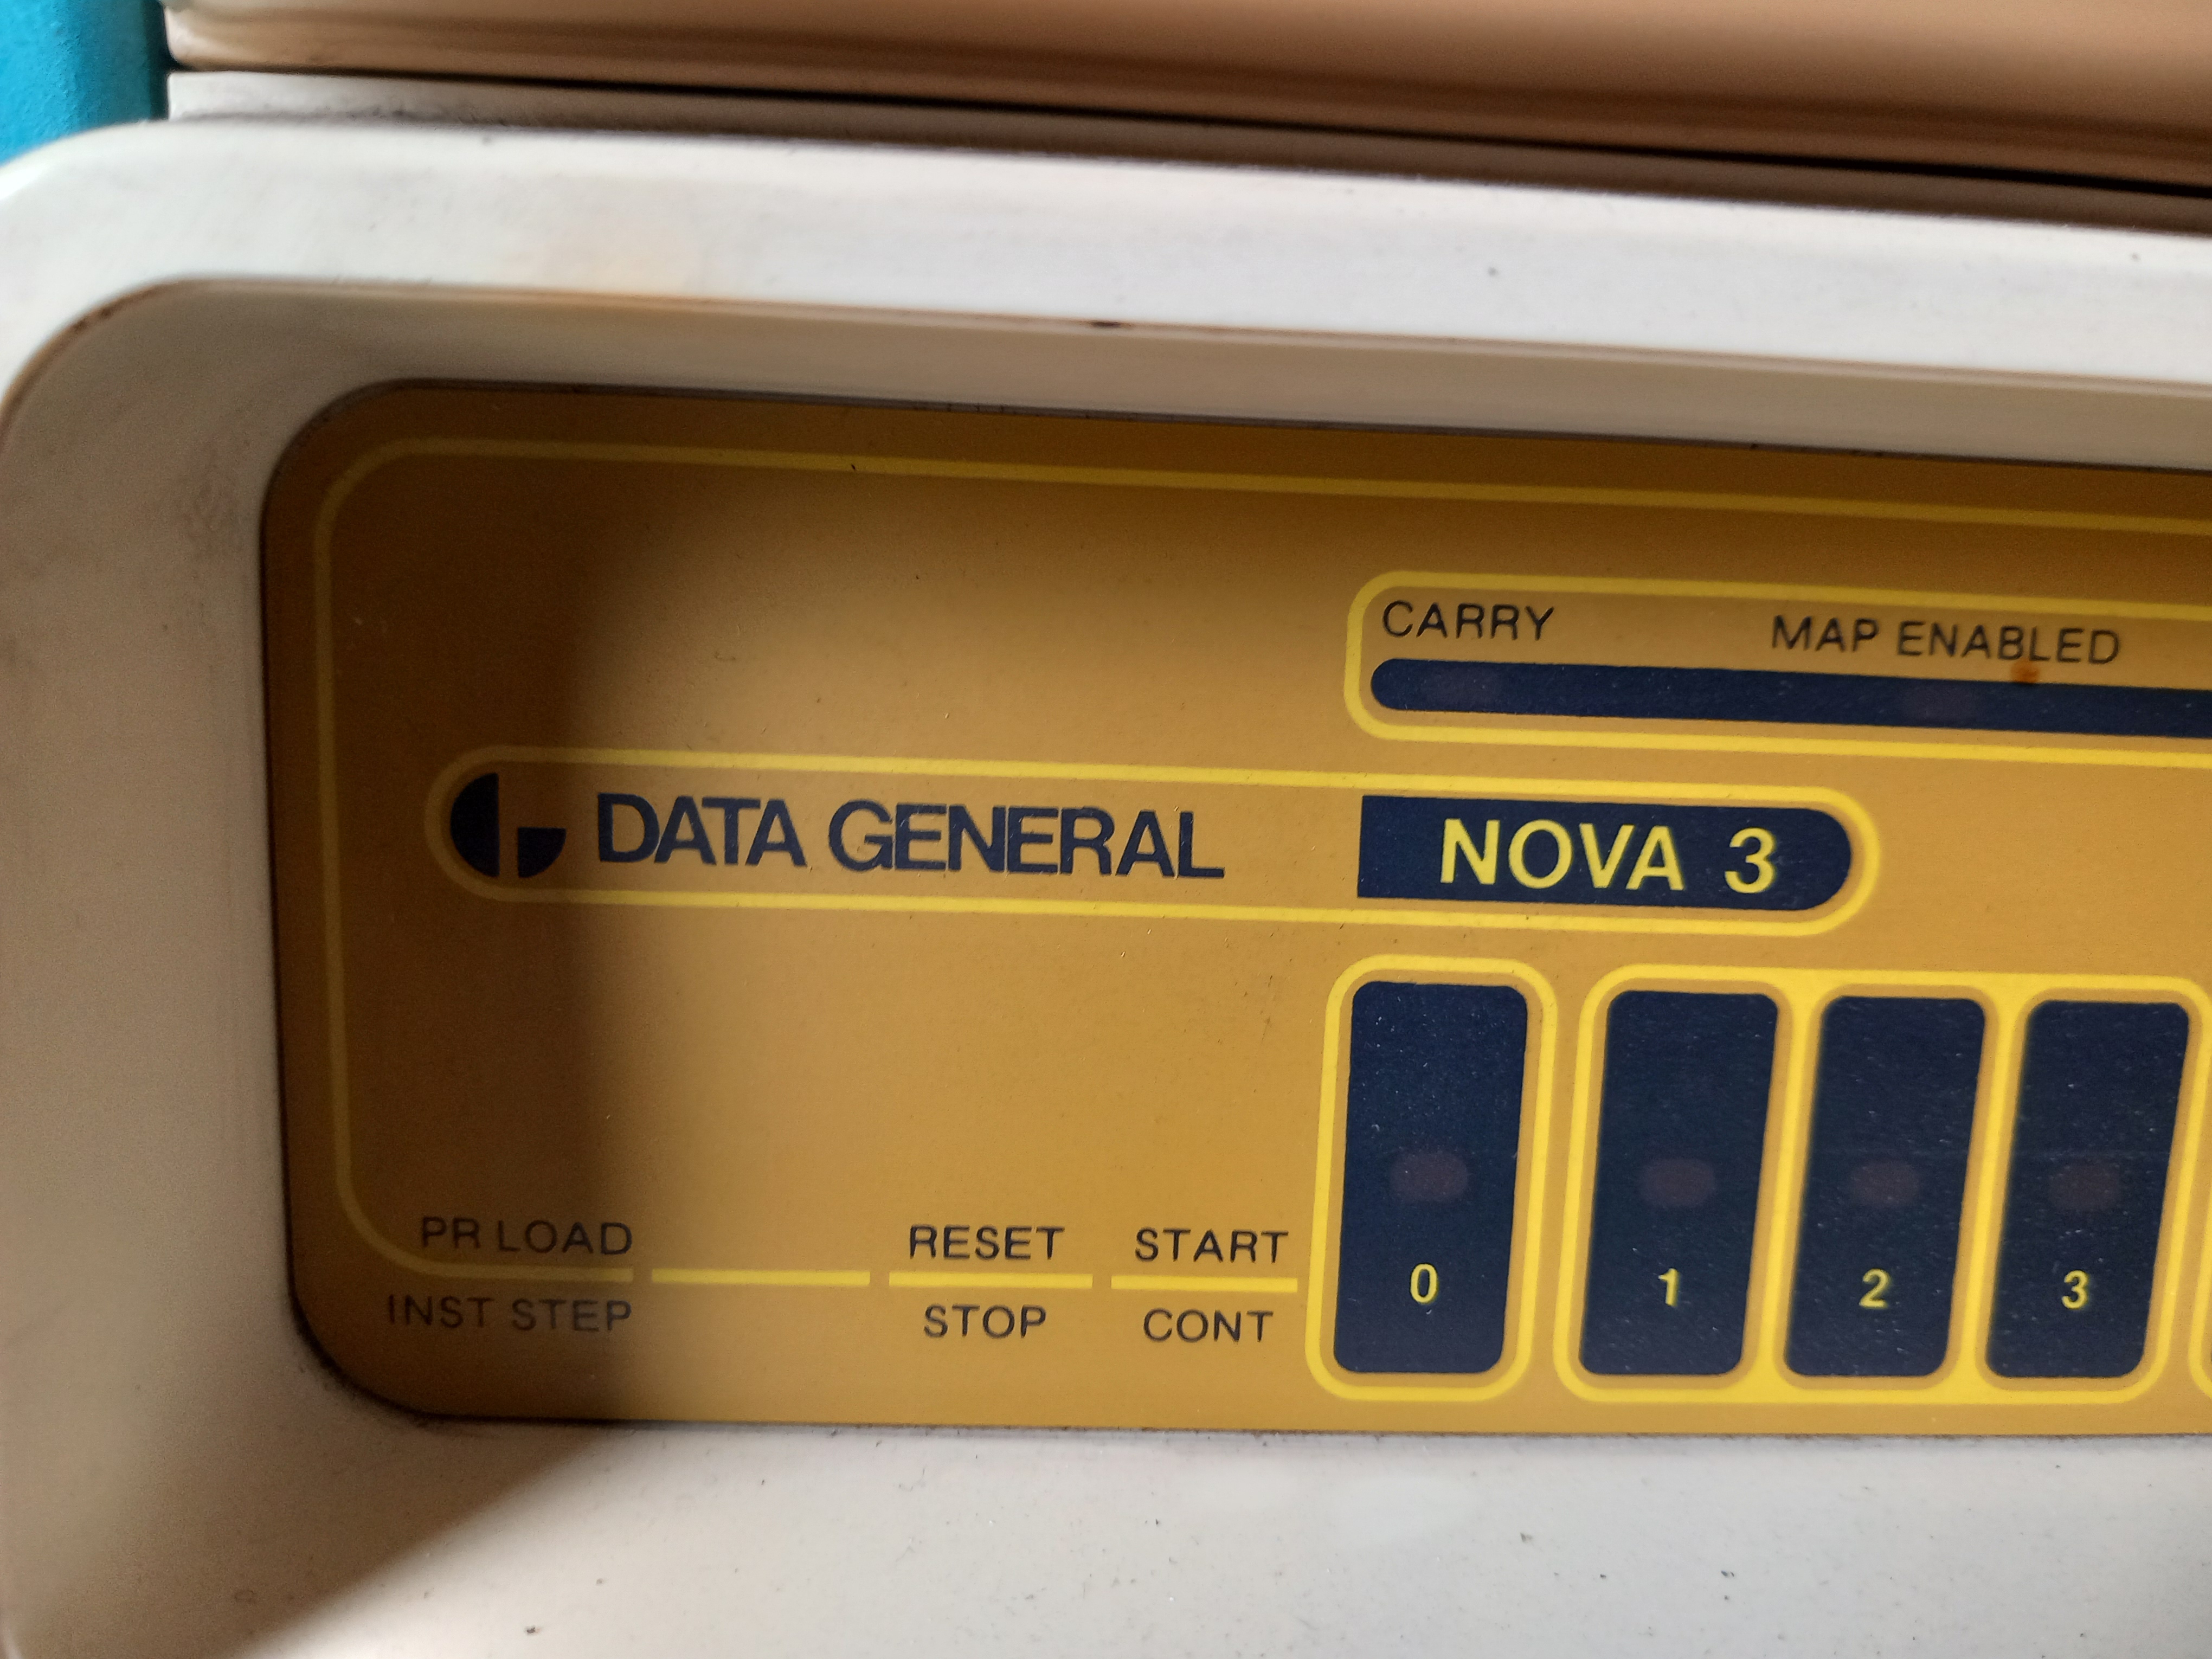 CARRY MAP ENABLED
DATA GENERAL NOVA 3
PR LOAD RESET START
INST STEP STOP CONT
0 1 2 3